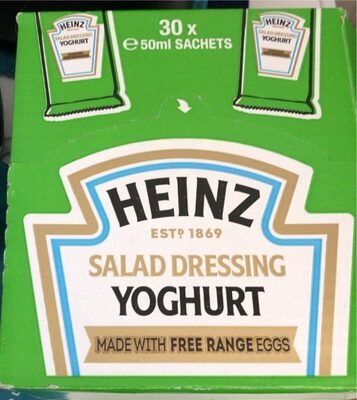 30 x
e50ml SACHETS
HEINZ
SALAD DRESSING
YOGHURT
HEINZ
SALAD DRESSING
YOGHURT
HEINZ
ESTD 1869
SALAD DRESSING
YOGHURT
MADE WITH FREE RANGE EGGS